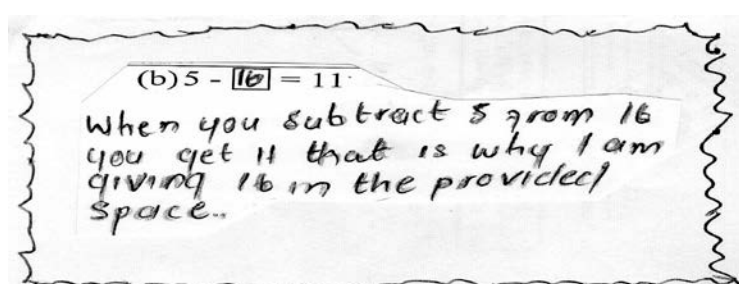 (b) 5 - 16 = 11
When you subtract 5 from 16
you get 11 that is why I am
giving 16 in the provided
space..